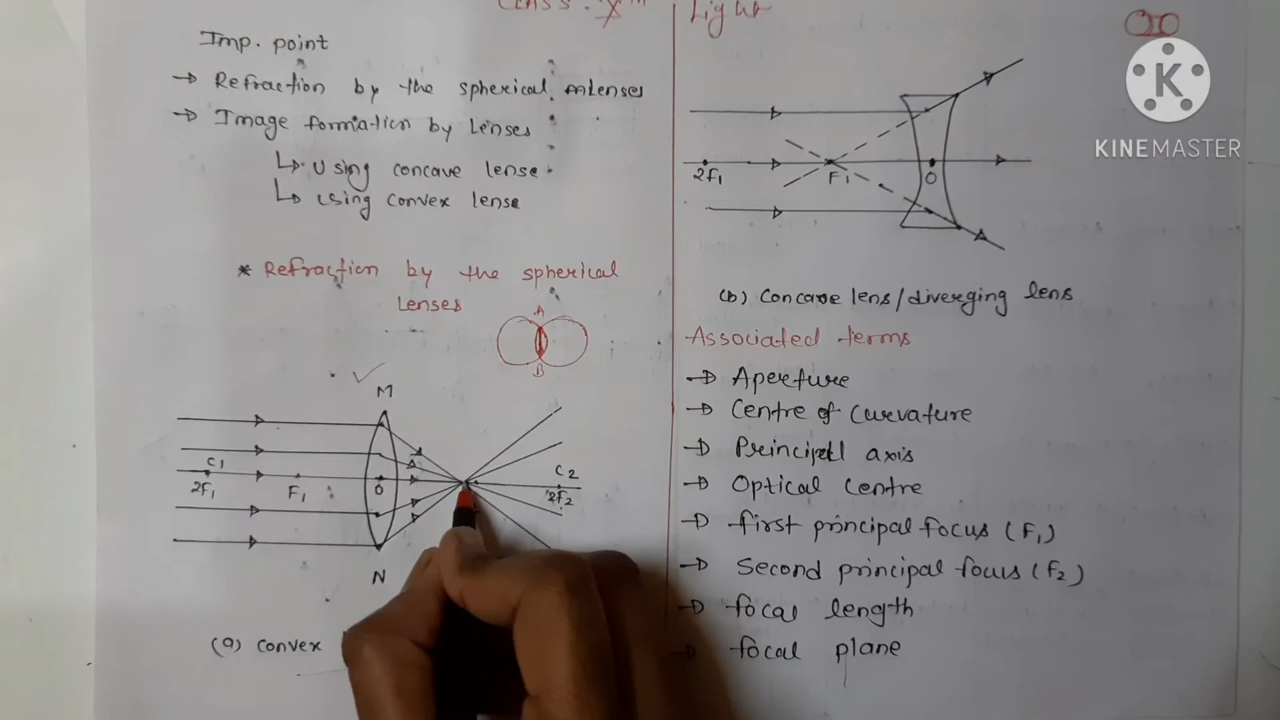 CLASS: Xth
Light
Imp. point
→ Refraction by the spherical lenses
→ Image formation by Lenses
↳ Using concave lense
↳ using convex lense
* Refraction by the spherical
Lenses
A
B
M
C1
2F1
F1
O
C2
2F2
N
(a) convex
K
KINEMASTER
2F1
F1
O
(b) Concave lens/diverging lens
Associated terms
→ Aperture
→ Centre of Curvature
→ Principal axis
→ Optical centre
→ first principal focus (F1)
→ Second principal focus (F2)
→ focal length
→ focal plane